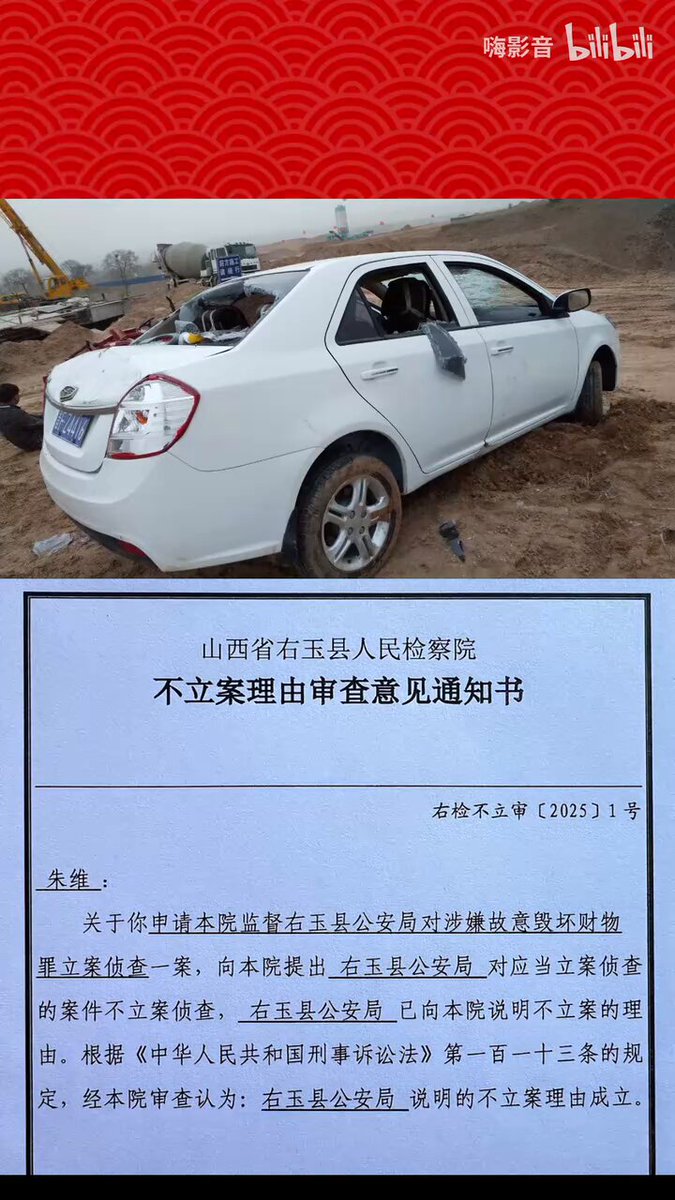 嗨影音 bilibili
山西省右玉县人民检察院
不立案理由审查意见通知书
右检不立审〔2025〕1号
朱维：
关于你申请本院监督右玉县公安局对涉嫌故意毁坏财物
罪立案侦查一案，向本院提出 右玉县公安局 对应当立案侦查
的案件不立案侦查， 右玉县公安局 已向本院说明不立案的理
由。根据《中华人民共和国刑事诉讼法》第一百一十三条的规
定，经本院审查认为：右玉县公安局 说明的不立案理由成立。